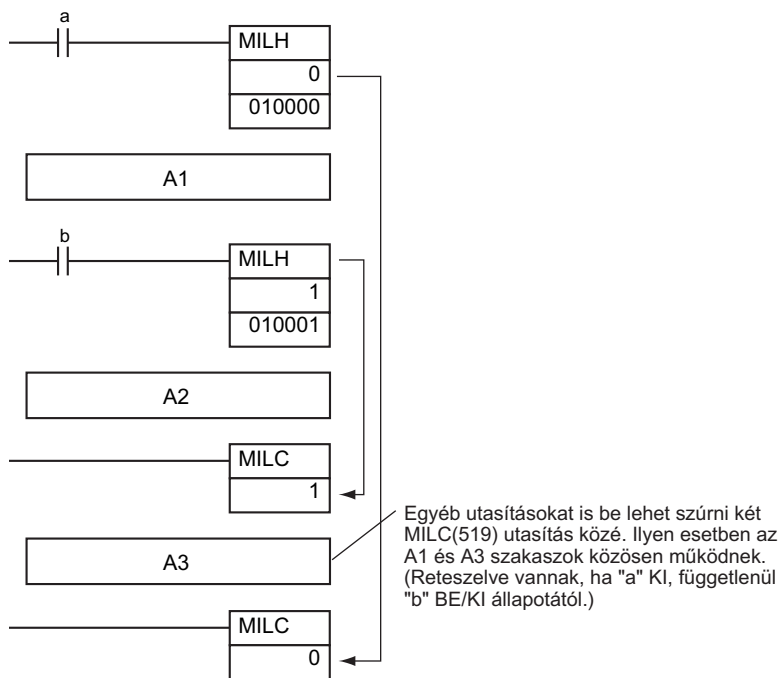 a
MILH
0
010000
A1
b
MILH
1
010001
A2
MILC
1
Egyéb utasításokat is be lehet szúrni két
MILC(519) utasítás közé. Ilyen esetben az
A1 és A3 szakaszok közösen működnek.
(Reteszelve vannak, ha "a" KI, függetlenül
"b" BE/KI állapotától.)
A3
MILC
0